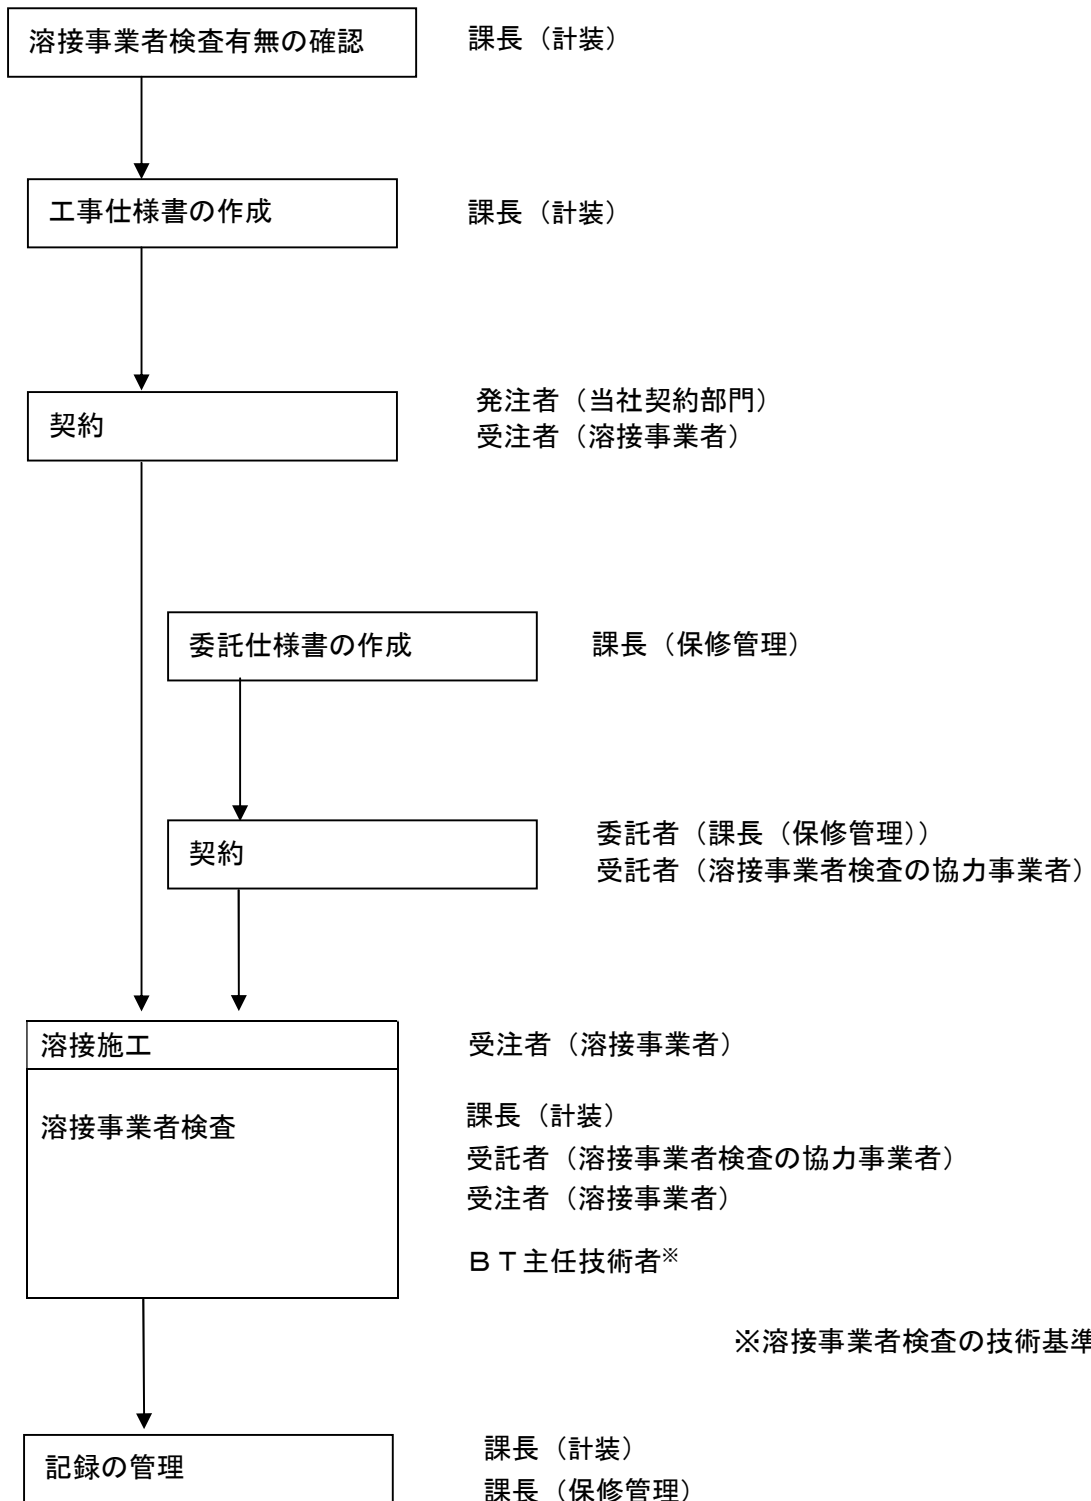 溶接事業者検査有無の確認
課長（計装）
工事仕様書の作成
課長（計装）
契約
発注者（当社契約部門）
受注者（溶接事業者）
委託仕様書の作成
課長（保修管理）
契約
委託者（課長（保修管理））
受託者（溶接事業者検査の協力事業者）
溶接施工
受注者（溶接事業者）
溶接事業者検査
課長（計装）
受託者（溶接事業者検査の協力事業者）
受注者（溶接事業者）
ＢＴ主任技術者※
※溶接事業者検査の技術基準
記録の管理
課長（計装）
課長（保修管理）